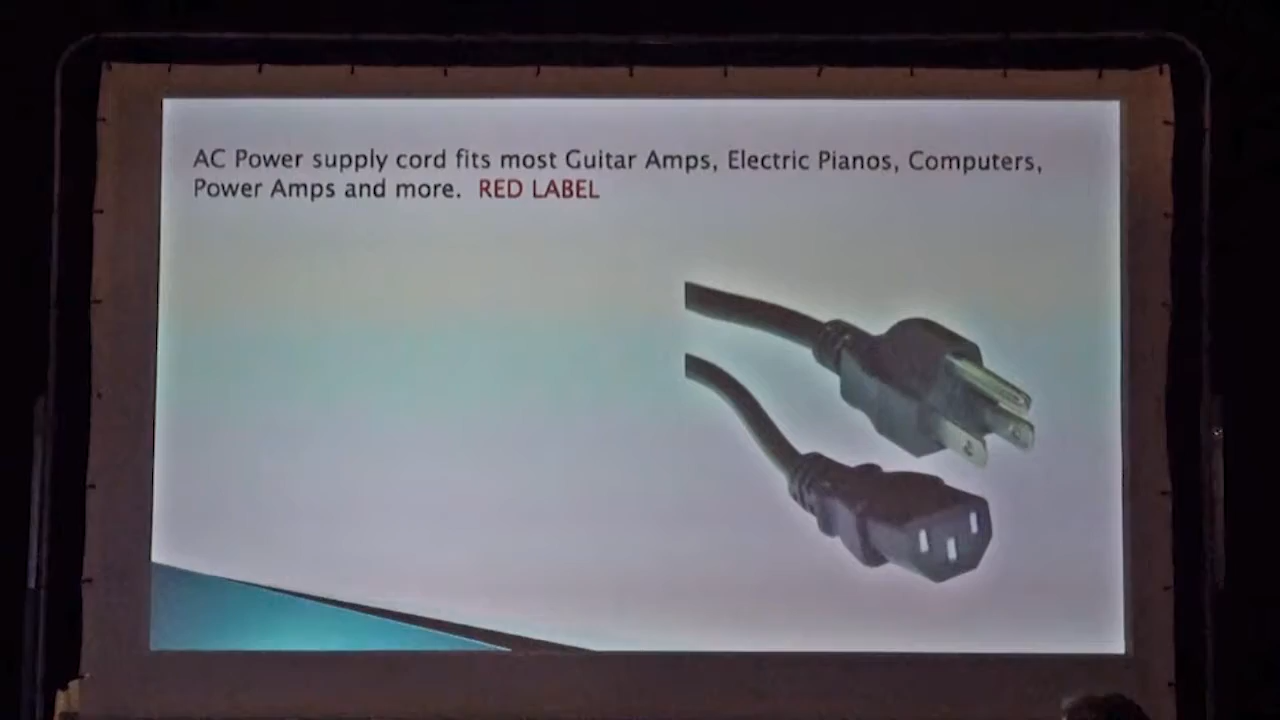 AC Power supply cord fits most Guitar Amps, Electric Pianos, Computers,
Power Amps and more. RED LABEL